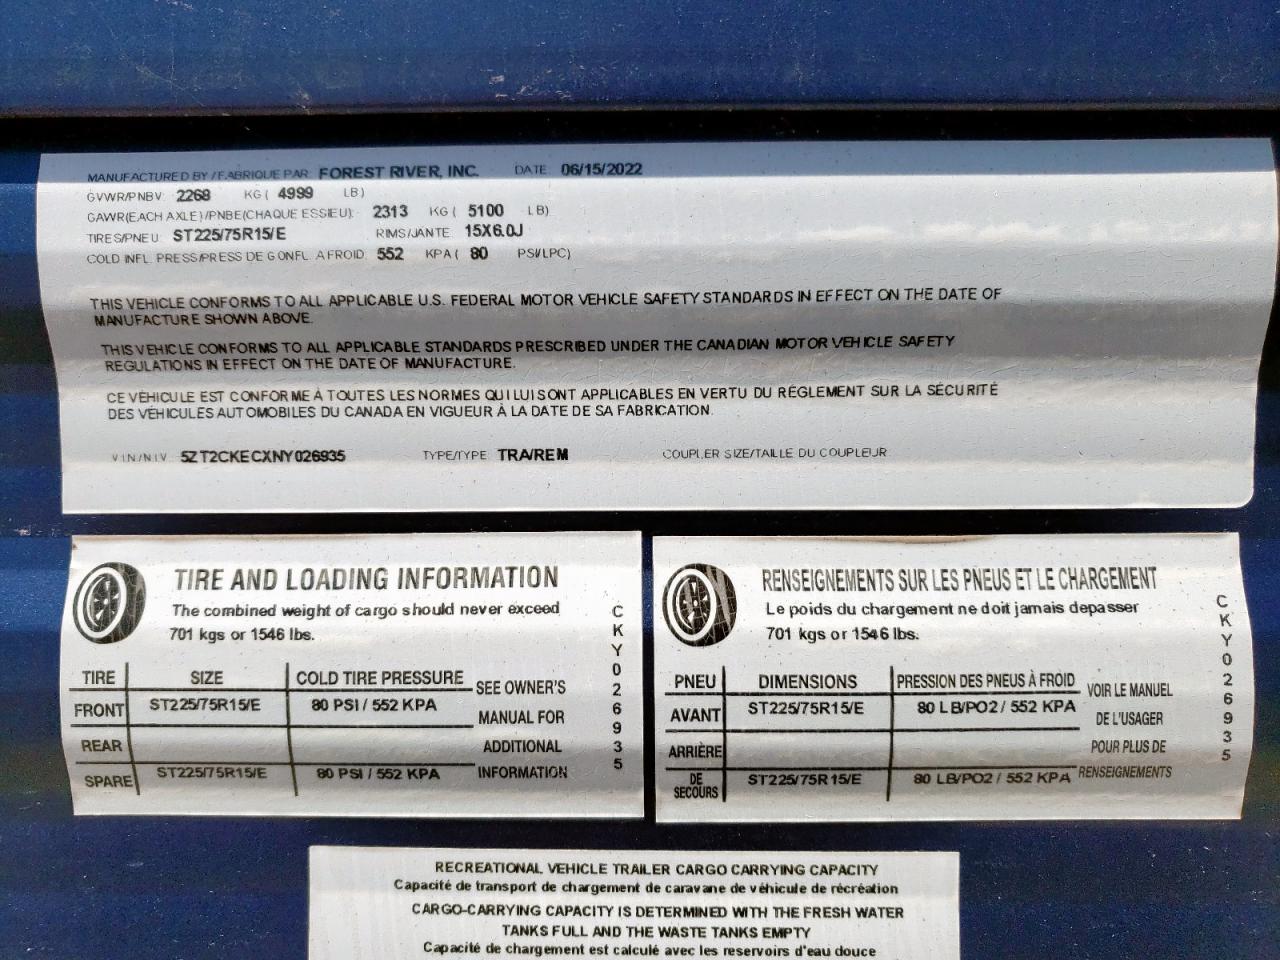 MANUFACTURED BY / FABRIQUE PAR FOREST RIVER, INC. DATE 06/15/2022
GVWR/PNBV: 2268 KG ( 4999 LB)
GAWR(EACH AXLE)/PNBE(CHAQUE ESSIEU): 2313 KG ( 5100 LB)
TIRES/PNEU ST225/75R15/E RIMS/JANTE 15X6.0J
COLD INFL. PRESS/PRESS DE GONFL. A FROID 552 KPA ( 80 PSI/LPC)
THIS VEHICLE CONFORMS TO ALL APPLICABLE U.S. FEDERAL MOTOR VEHICLE SAFETY STANDARDS IN EFFECT ON THE DATE OF
MANUFACTURE SHOWN ABOVE.
THIS VEHICLE CONFORMS TO ALL APPLICABLE STANDARDS PRESCRIBED UNDER THE CANADIAN MOTOR VEHICLE SAFETY
REGULATIONS IN EFFECT ON THE DATE OF MANUFACTURE.
CE VÉHICULE EST CONFORME À TOUTES LES NORMES QUI LUI SONT APPLICABLES EN VERTU DU RÉGLEMENT SUR LA SÉCURITÉ
DES VÉHICULES AUTOMOBILES DU CANADA EN VIGUEUR À LA DATE DE SA FABRICATION.
VIN/NIV 5ZT2CKECXNY026935 TYPE/TYPE TRA/REM COUPLER SIZE/TAILLE DU COUPLEUR
TIRE AND LOADING INFORMATION
The combined weight of cargo should never exceed
701 kgs or 1546 lbs.
TIRE SIZE COLD TIRE PRESSURE
FRONT ST225/75R15/E 80 PSI / 552 KPA
REAR
SPARE ST225/75R15/E 80 PSI / 552 KPA
SEE OWNER'S
MANUAL FOR
ADDITIONAL
INFORMATION
CKY026935
RENSEIGNEMENTS SUR LES PNEUS ET LE CHARGEMENT
Le poids du chargement ne doit jamais depasser
701 kgs or 1546 lbs.
PNEU DIMENSIONS PRESSION DES PNEUS À FROID
AVANT ST225/75R15/E 80 LB/PO2 / 552 KPA
ARRIÈRE
DE SECOURS ST225/75R15/E 80 LB/PO2 / 552 KPA
VOIR LE MANUEL
DE L'USAGER
POUR PLUS DE
RENSEIGNEMENTS
CKY026935
RECREATIONAL VEHICLE TRAILER CARGO CARRYING CAPACITY
Capacité de transport de chargement de caravane de véhicule de récréation
CARGO-CARRYING CAPACITY IS DETERMINED WITH THE FRESH WATER
TANKS FULL AND THE WASTE TANKS EMPTY
Capacité de chargement est calculé avec les reservoirs d'eau douce